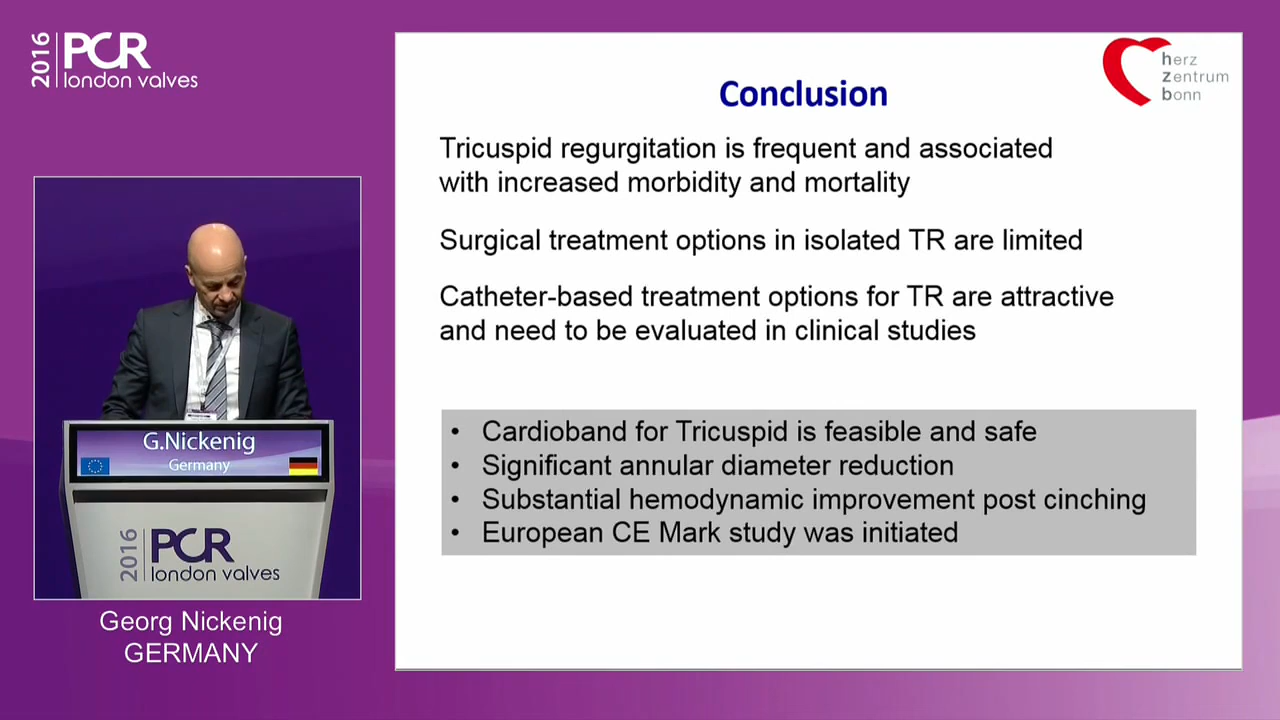 2016
PCR
london valves
herz
zentrum
bonn
Conclusion
Tricuspid regurgitation is frequent and associated
with increased morbidity and mortality
Surgical treatment options in isolated TR are limited
Catheter-based treatment options for TR are attractive
and need to be evaluated in clinical studies
• Cardioband for Tricuspid is feasible and safe
• Significant annular diameter reduction
• Substantial hemodynamic improvement post cinching
• European CE Mark study was initiated
G.Nickenig
Germany
2016
PCR
london valves
Georg Nickenig
GERMANY